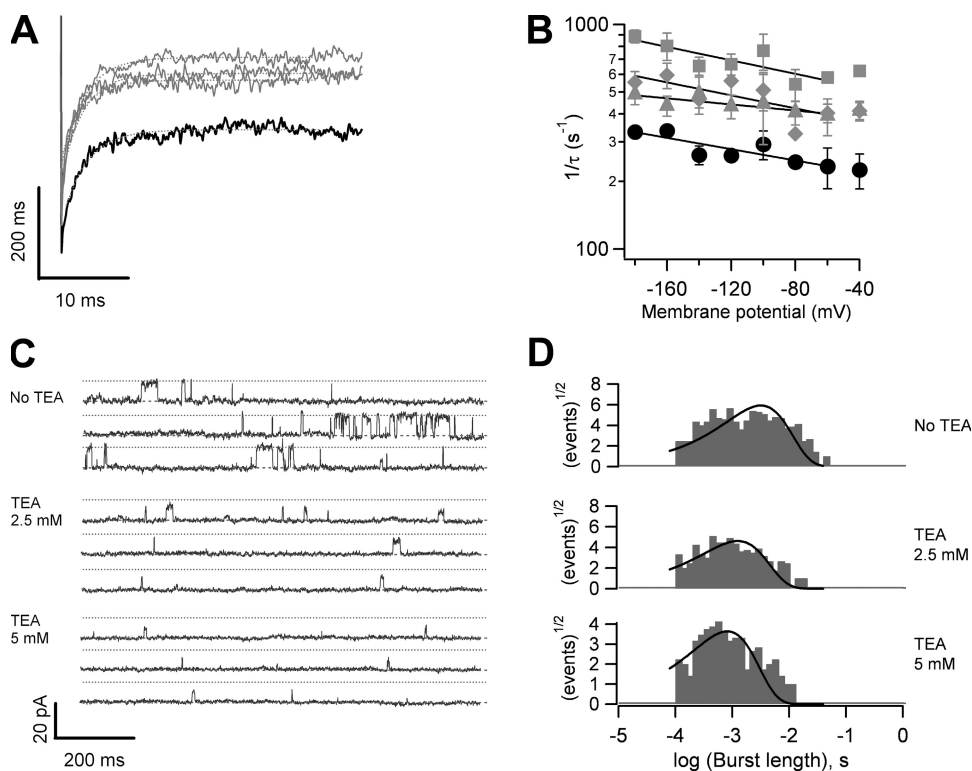 A
200 ms
10 ms
B
1/τ (s⁻¹)
1000
7
6
5
4
3
2
100
-160
-120
-80
-40
Membrane potential (mV)
C
No TEA
TEA
2.5 mM
TEA
5 mM
20 pA
200 ms
D
(events)^1/2
8
6
4
2
0
No TEA
(events)^1/2
8
6
4
2
0
TEA
2.5 mM
(events)^1/2
4
3
2
1
0
TEA
5 mM
-5
-4
-3
-2
-1
0
log (Burst length), s